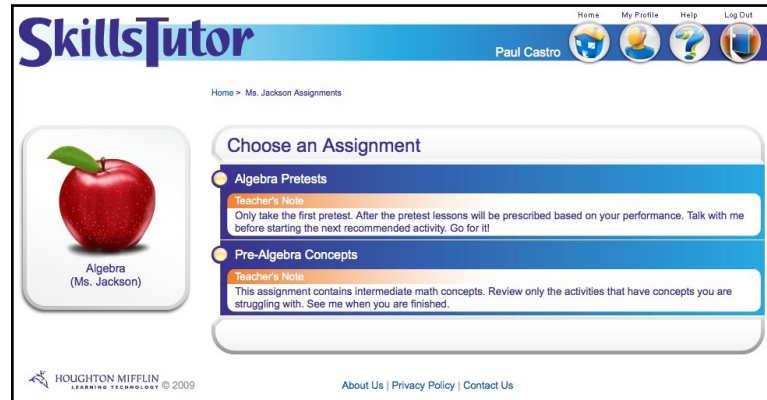 Home My Profile Help Log Out
SkillsTutor
Paul Castro
Home > Ms. Jackson Assignments
Choose an Assignment
Algebra Pretests
Teacher's Note
Only take the first pretest. After the pretest lessons will be prescribed based on your performance. Talk with me
before starting the next recommended activity. Go for it!
Pre-Algebra Concepts
Teacher's Note
This assignment contains intermediate math concepts. Review only the activities that have concepts you are
struggling with. See me when you are finished.
Algebra
(Ms. Jackson)
HOUGHTON MIFFLIN
LEARNING TECHNOLOGY © 2009
About Us | Privacy Policy | Contact Us